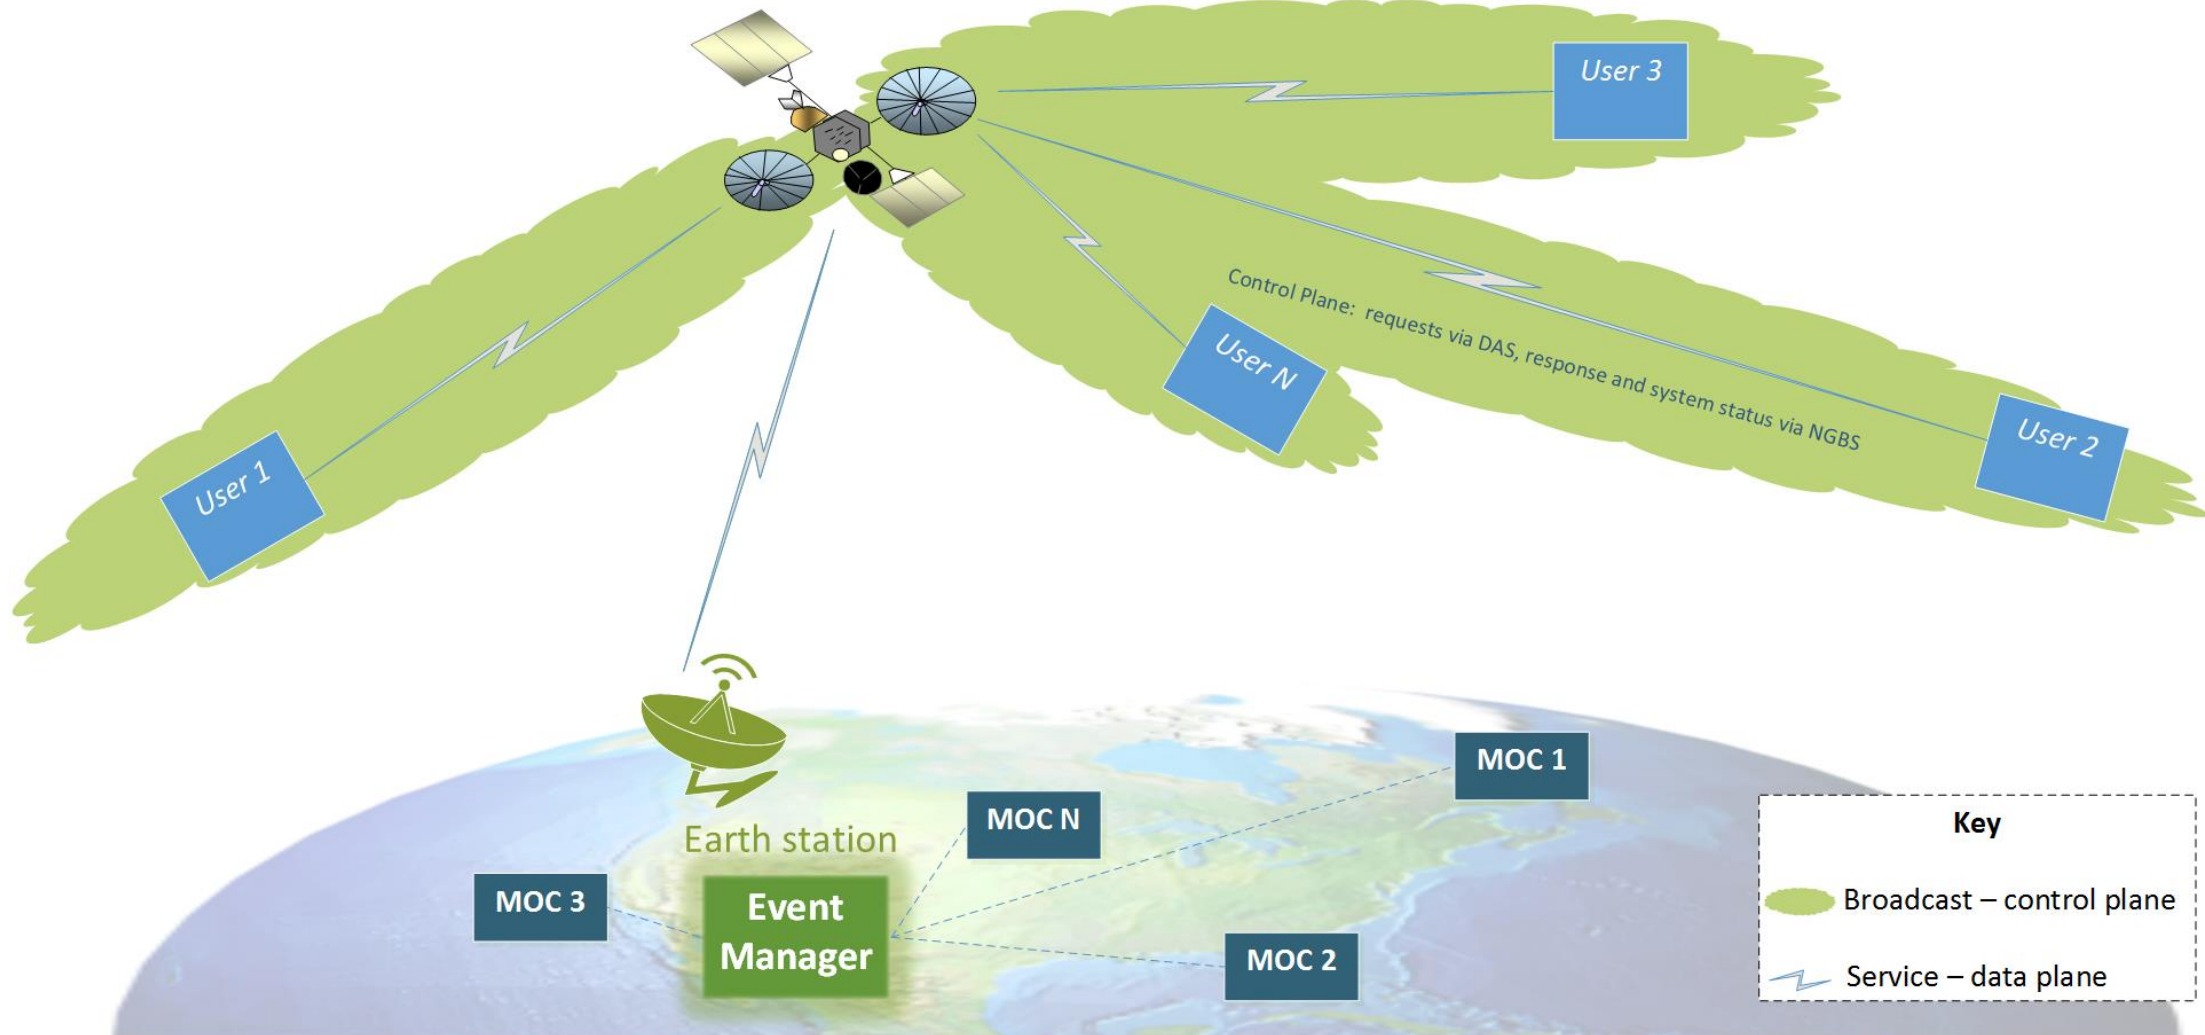 User 3
Control Plane:  requests via DAS, response and system status via NGBS
User N
User 2
User 1
MOC 1
MOC N
Earth station
MOC 3
Event
Manager
MOC 2
Key
Broadcast – control plane
Service – data plane